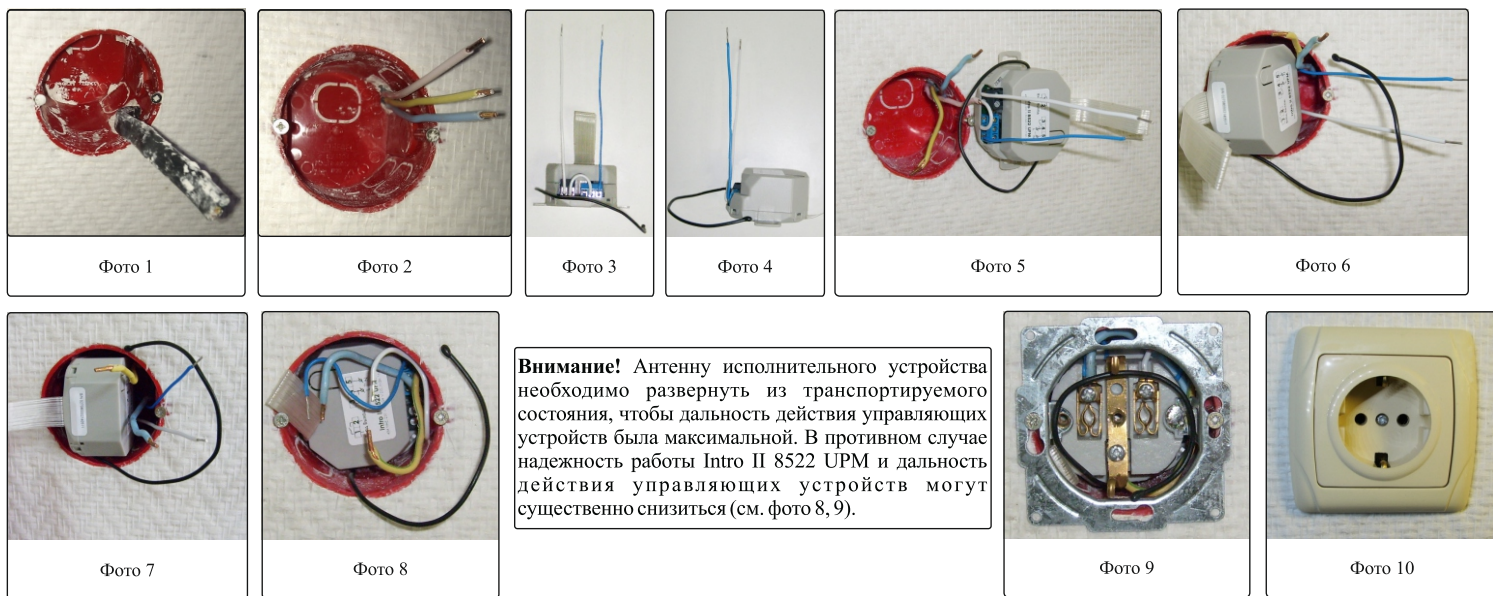 Фото 1
Фото 2
Фото 3
Фото 4
Фото 5
Фото 6
Фото 7
Фото 8
Внимание! Антенну исполнительного устройства
необходимо развернуть из транспортируемого
состояния, чтобы дальность действия управляющих
устройств была максимальной. В противном случае
надежность работы Intro II 8522 UPM и дальность
действия управляющих устройств могут
существенно снизиться (см. фото 8, 9).
Фото 9
Фото 10